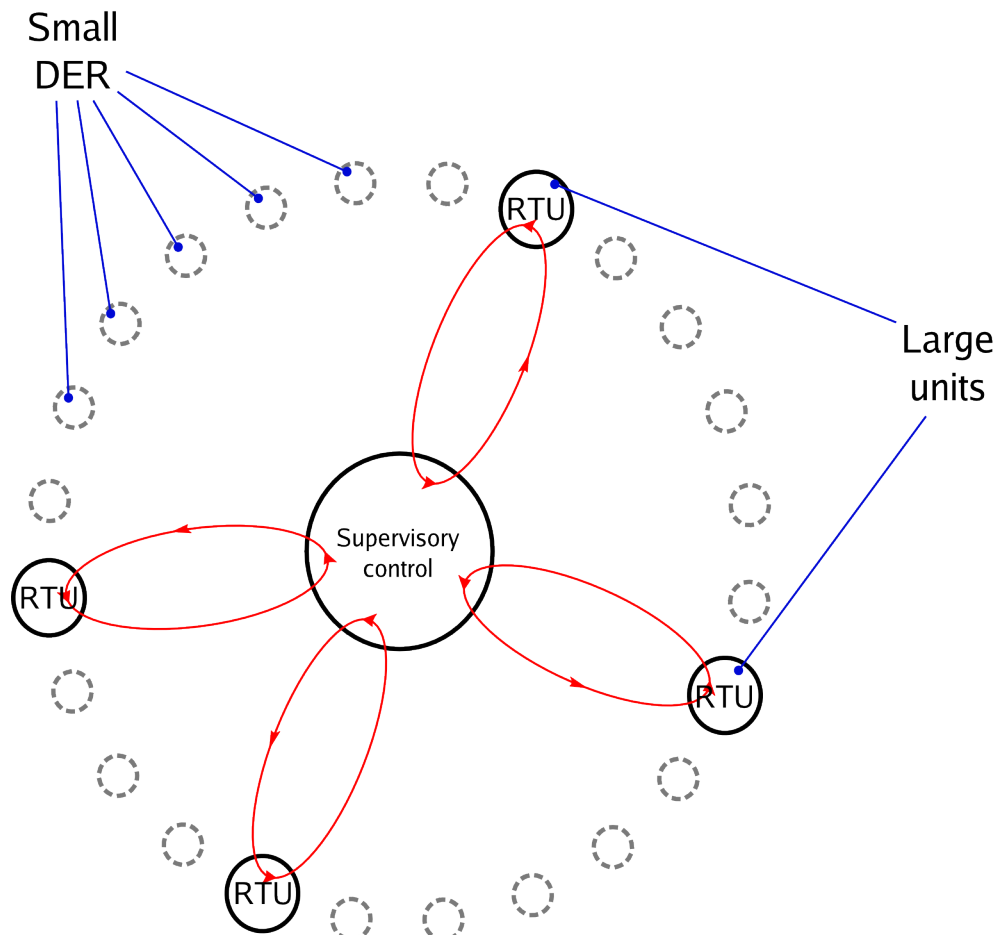 Small
DER
RTU
Large
units
Supervisory
control
RTU
RTU
RTU